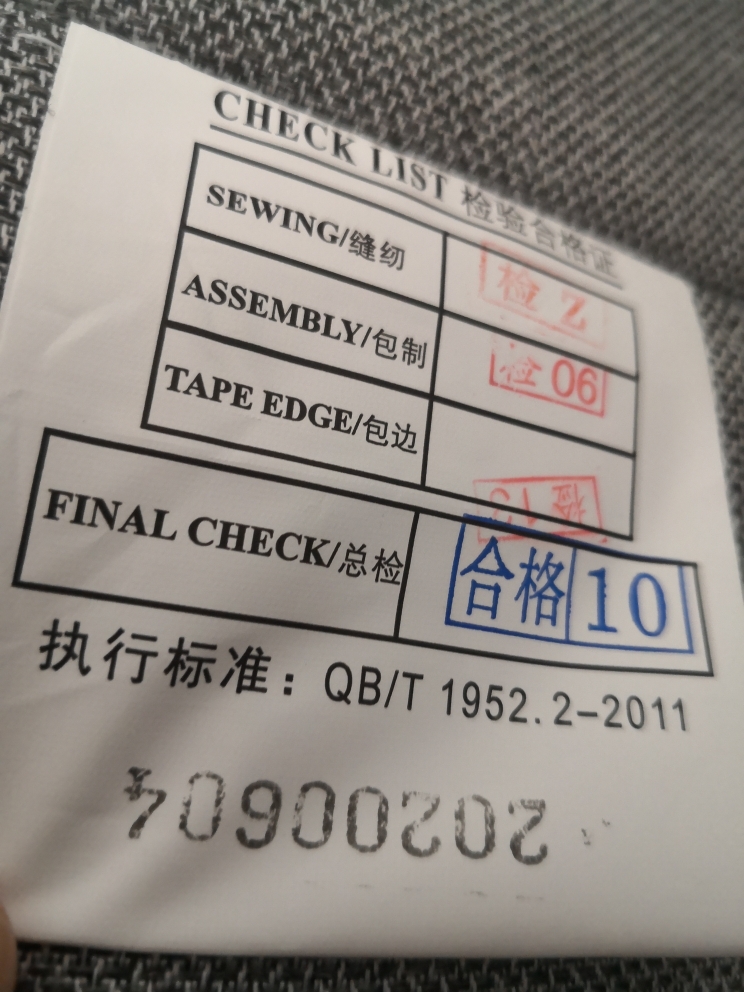 CHECK LIST 检验合格证
SEWING/缝纫 检
ASSEMBLY/包制 检 06
TAPE EDGE/包边 检
FINAL CHECK/总检 合格 10
执行标准：QB/T 1952.2-2011
20200604